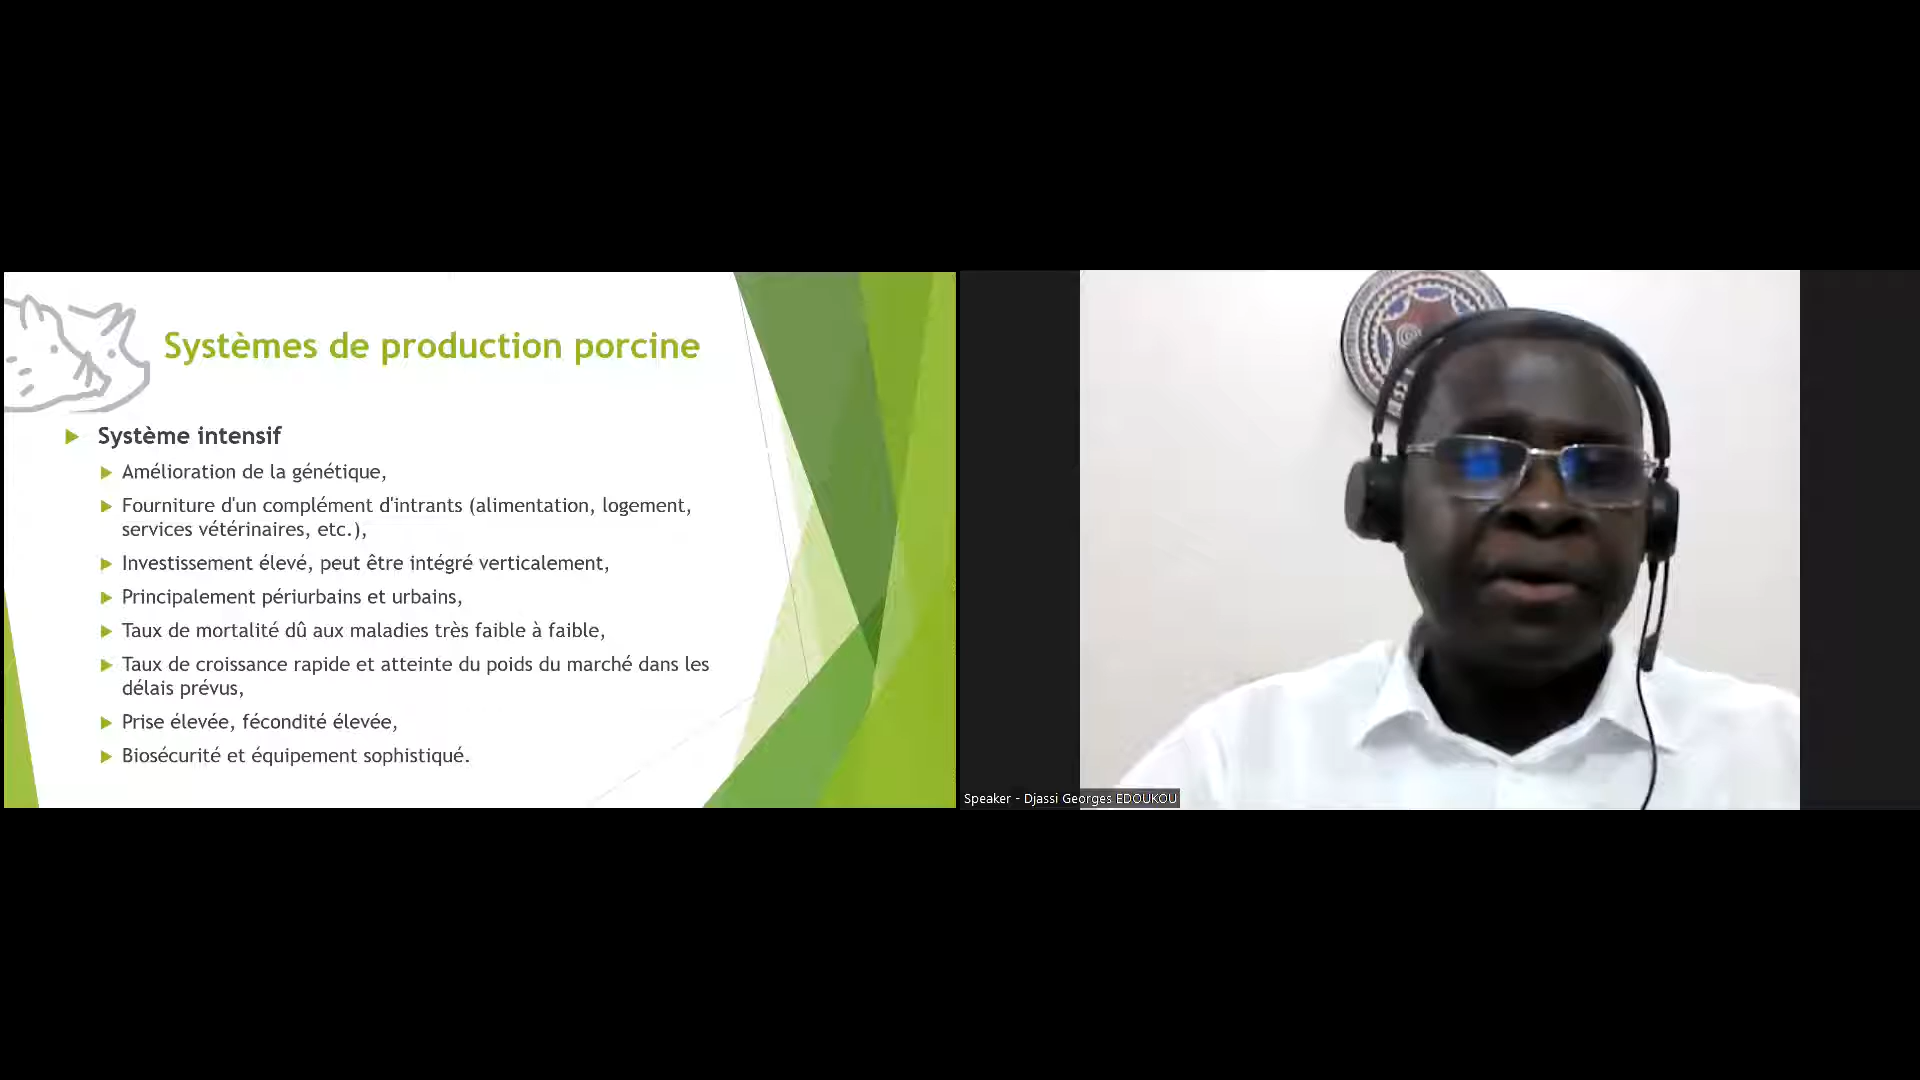 Systèmes de production porcine
Système intensif
Amélioration de la génétique,
Fourniture d'un complément d'intrants (alimentation, logement,
services vétérinaires, etc.),
Investissement élevé, peut être intégré verticalement,
Principalement périurbains et urbains,
Taux de mortalité dû aux maladies très faible à faible,
Taux de croissance rapide et atteinte du poids du marché dans les
délais prévus,
Prise élevée, fécondité élevée,
Biosécurité et équipement sophistiqué.
Speaker - Djassi Georges EDOUKOU